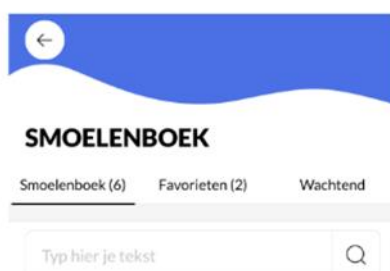 SMOELENBOEK
Smoelenboek (6) Favorieten (2) Wachtend
Typ hier je tekst